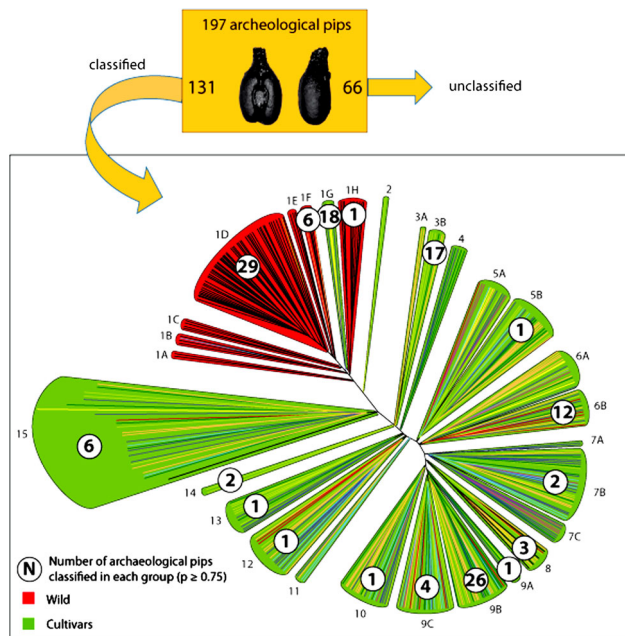 197 archeological pips
classified
131
66
unclassified
1A
1B
1C
1D
29
1E
1F
6
1G
18
1H
1
2
3A
3B
17
4
5A
5B
1
6A
6B
12
7A
7B
2
7C
8
3
9A
1
9B
26
9C
4
10
1
11
12
1
13
1
14
2
15
6
N
Number of archaeological pips
classified in each group (p ≥ 0.75)
Wild
Cultivars